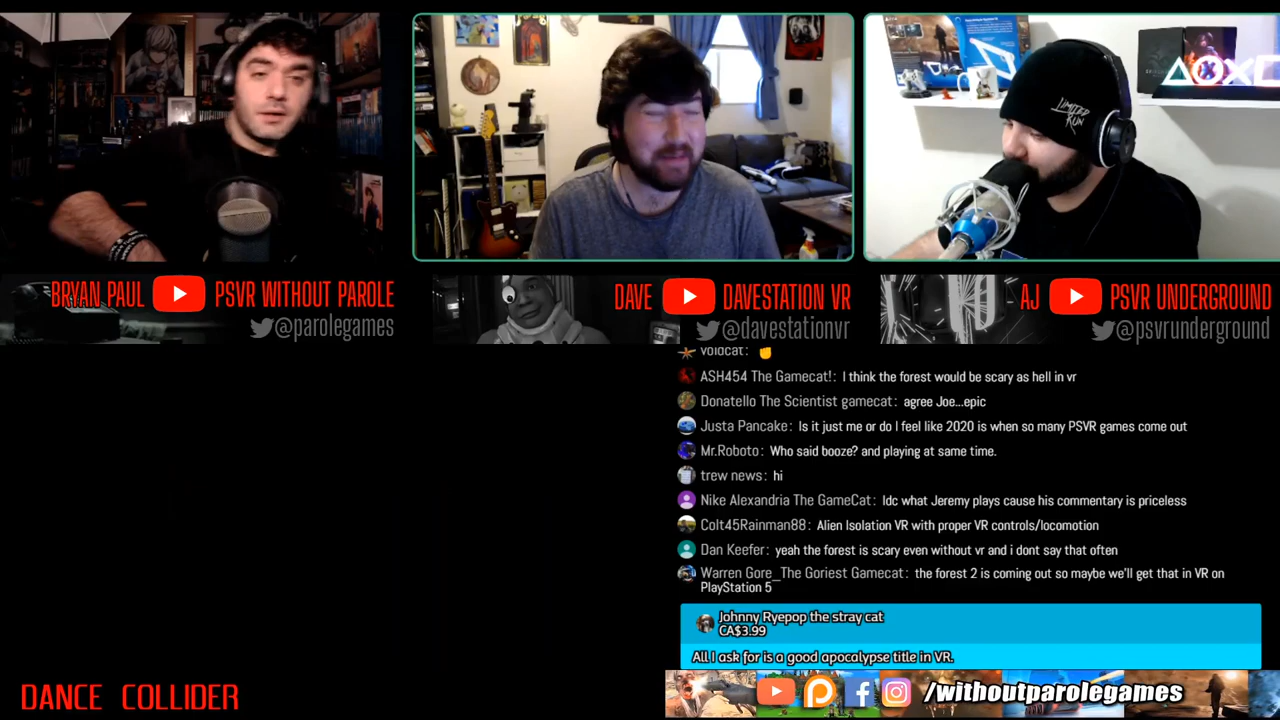 LIMITED
RUN
BRYAN PAUL PSVR WITHOUT PAROLE
@parolegames
DAVE DAVESTATION VR
@davestationvr
AJ PSVR UNDERGROUND
@psvrunderground
voidcat: ✊
ASH454 The Gamecat!: I think the forest would be scary as hell in vr
Donatello The Scientist gamecat: agree Joe...epic
Justa Pancake: Is it just me or do I feel like 2020 is when so many PSVR games come out
Mr.Roboto: Who said booze? and playing at same time.
trew news: hi
Nike Alexandria The GameCat: Idc what Jeremy plays cause his commentary is priceless
Colt45Rainman88: Alien Isolation VR with proper VR controls/locomotion
Dan Keefer: yeah the forest is scary even without vr and i dont say that often
Warren Gore_The Goriest Gamecat: the forest 2 is coming out so maybe we'll get that in VR on
PlayStation 5
Johnny Ryepop the stray cat
CA$3.99
All I ask for is a good apocalypse title in VR.
DANCE COLLIDER
/withoutparolegames